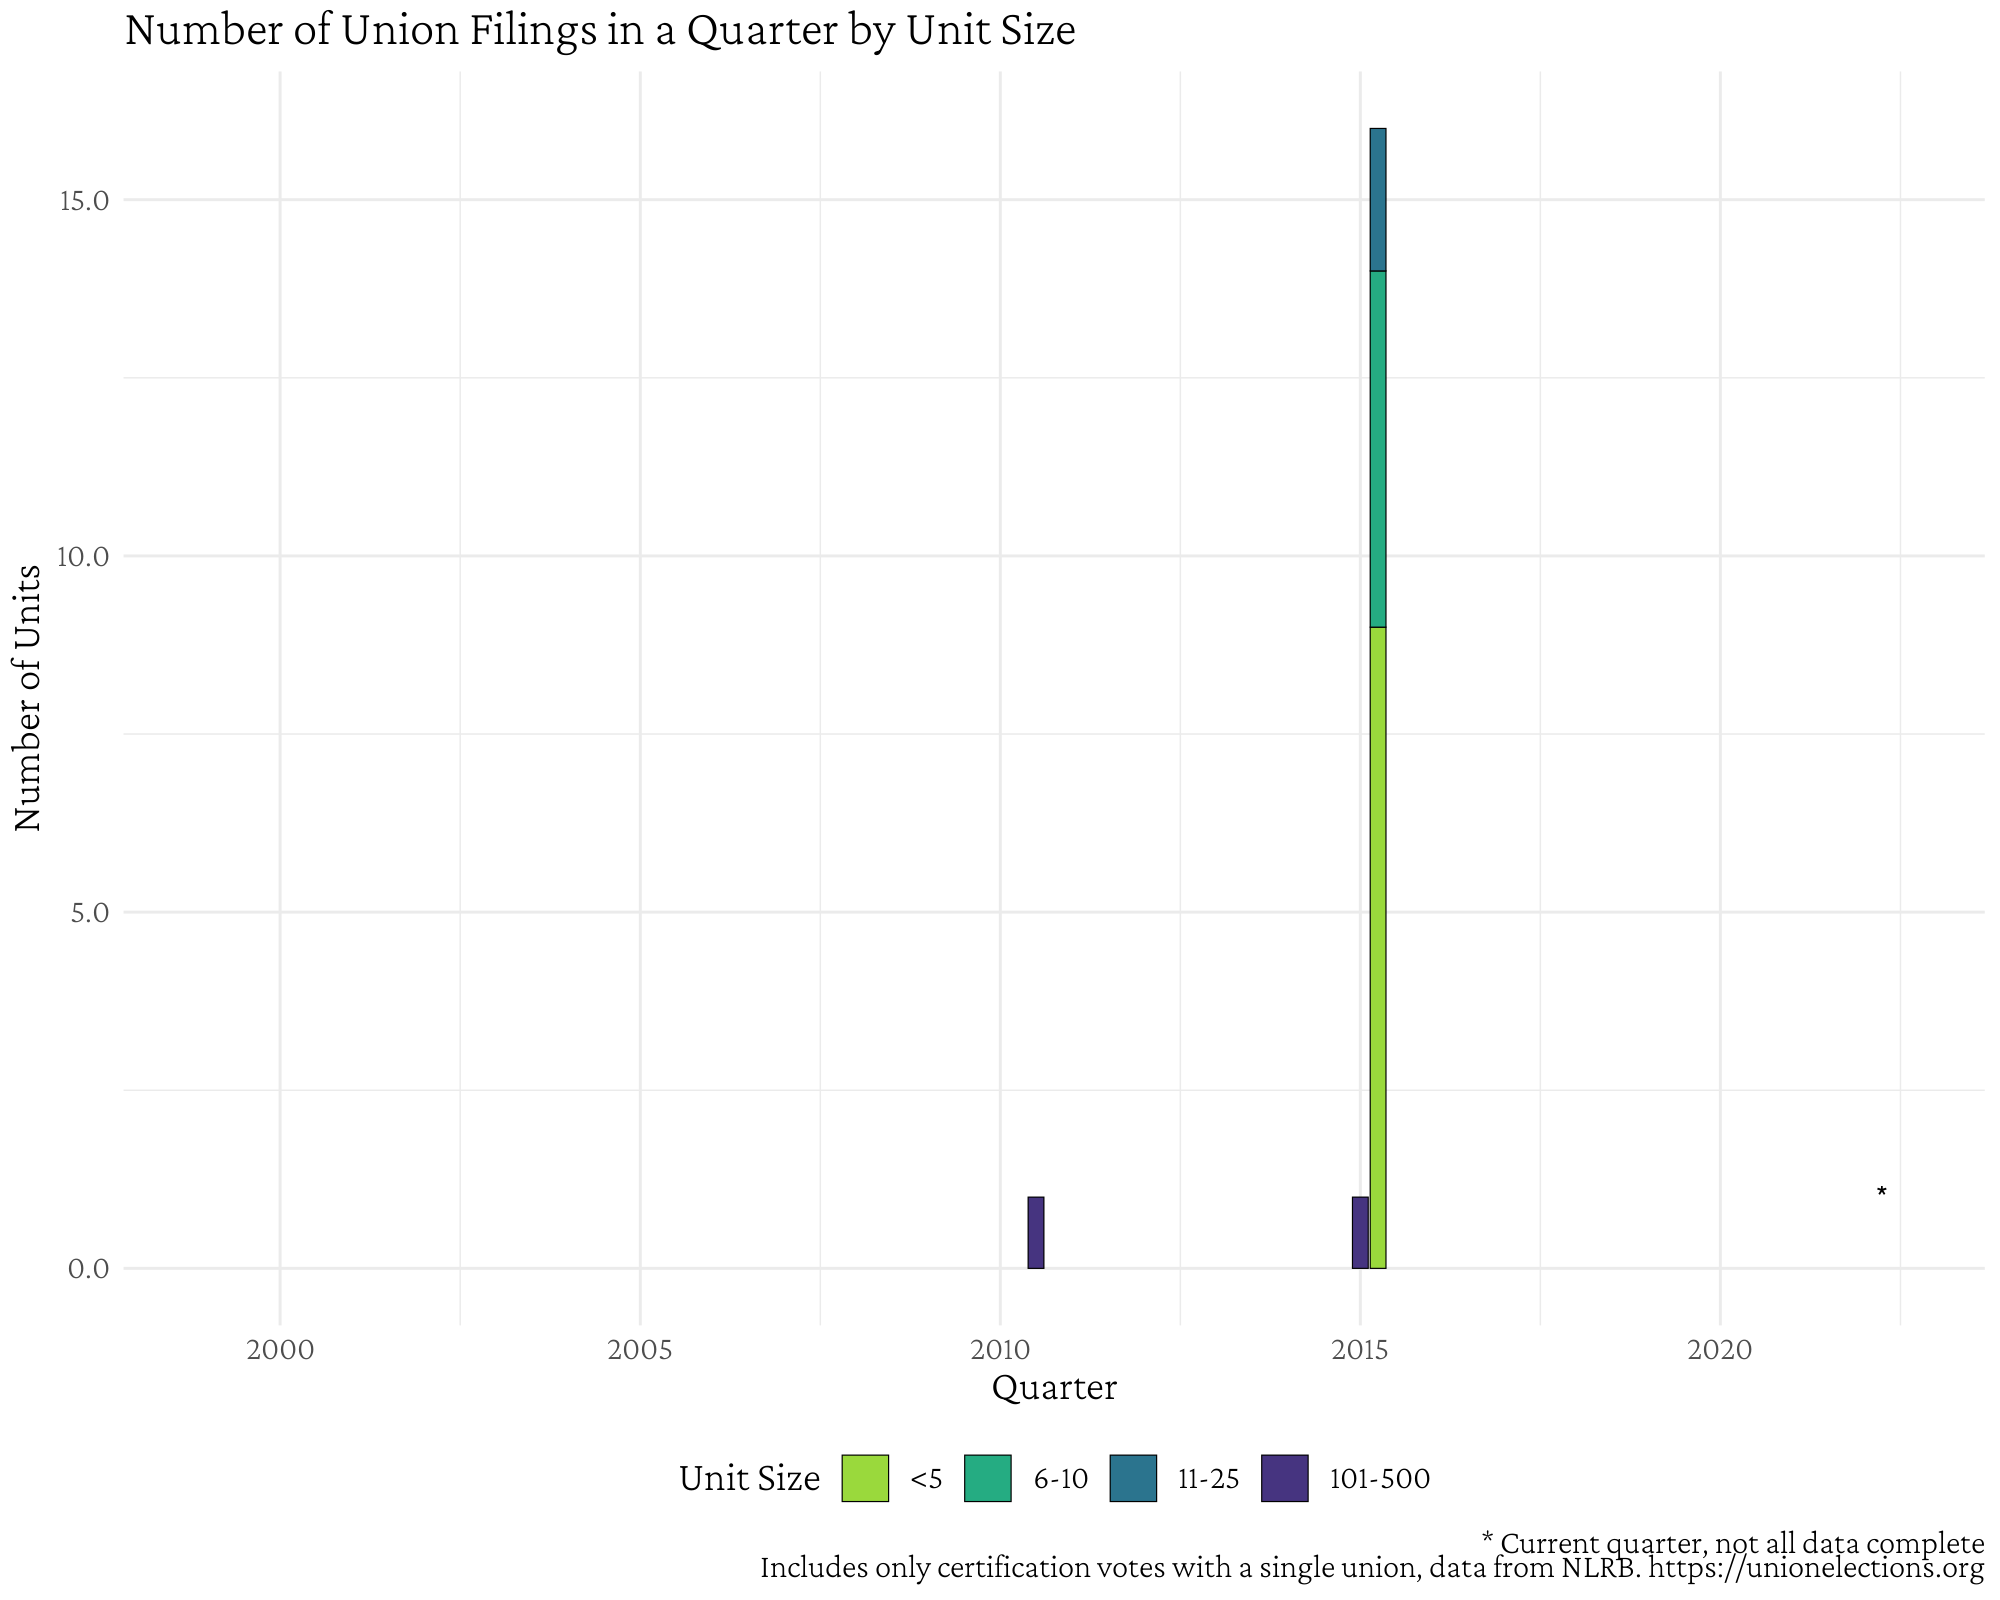 Number of Union Filings in a Quarter by Unit Size
Number of Units
15.0
10.0
5.0
0.0
*
2000 2005 2010 2015 2020
Quarter
Unit Size <5 6-10 11-25 101-500
* Current quarter, not all data complete
Includes only certification votes with a single union, data from NLRB. https://unionelections.org